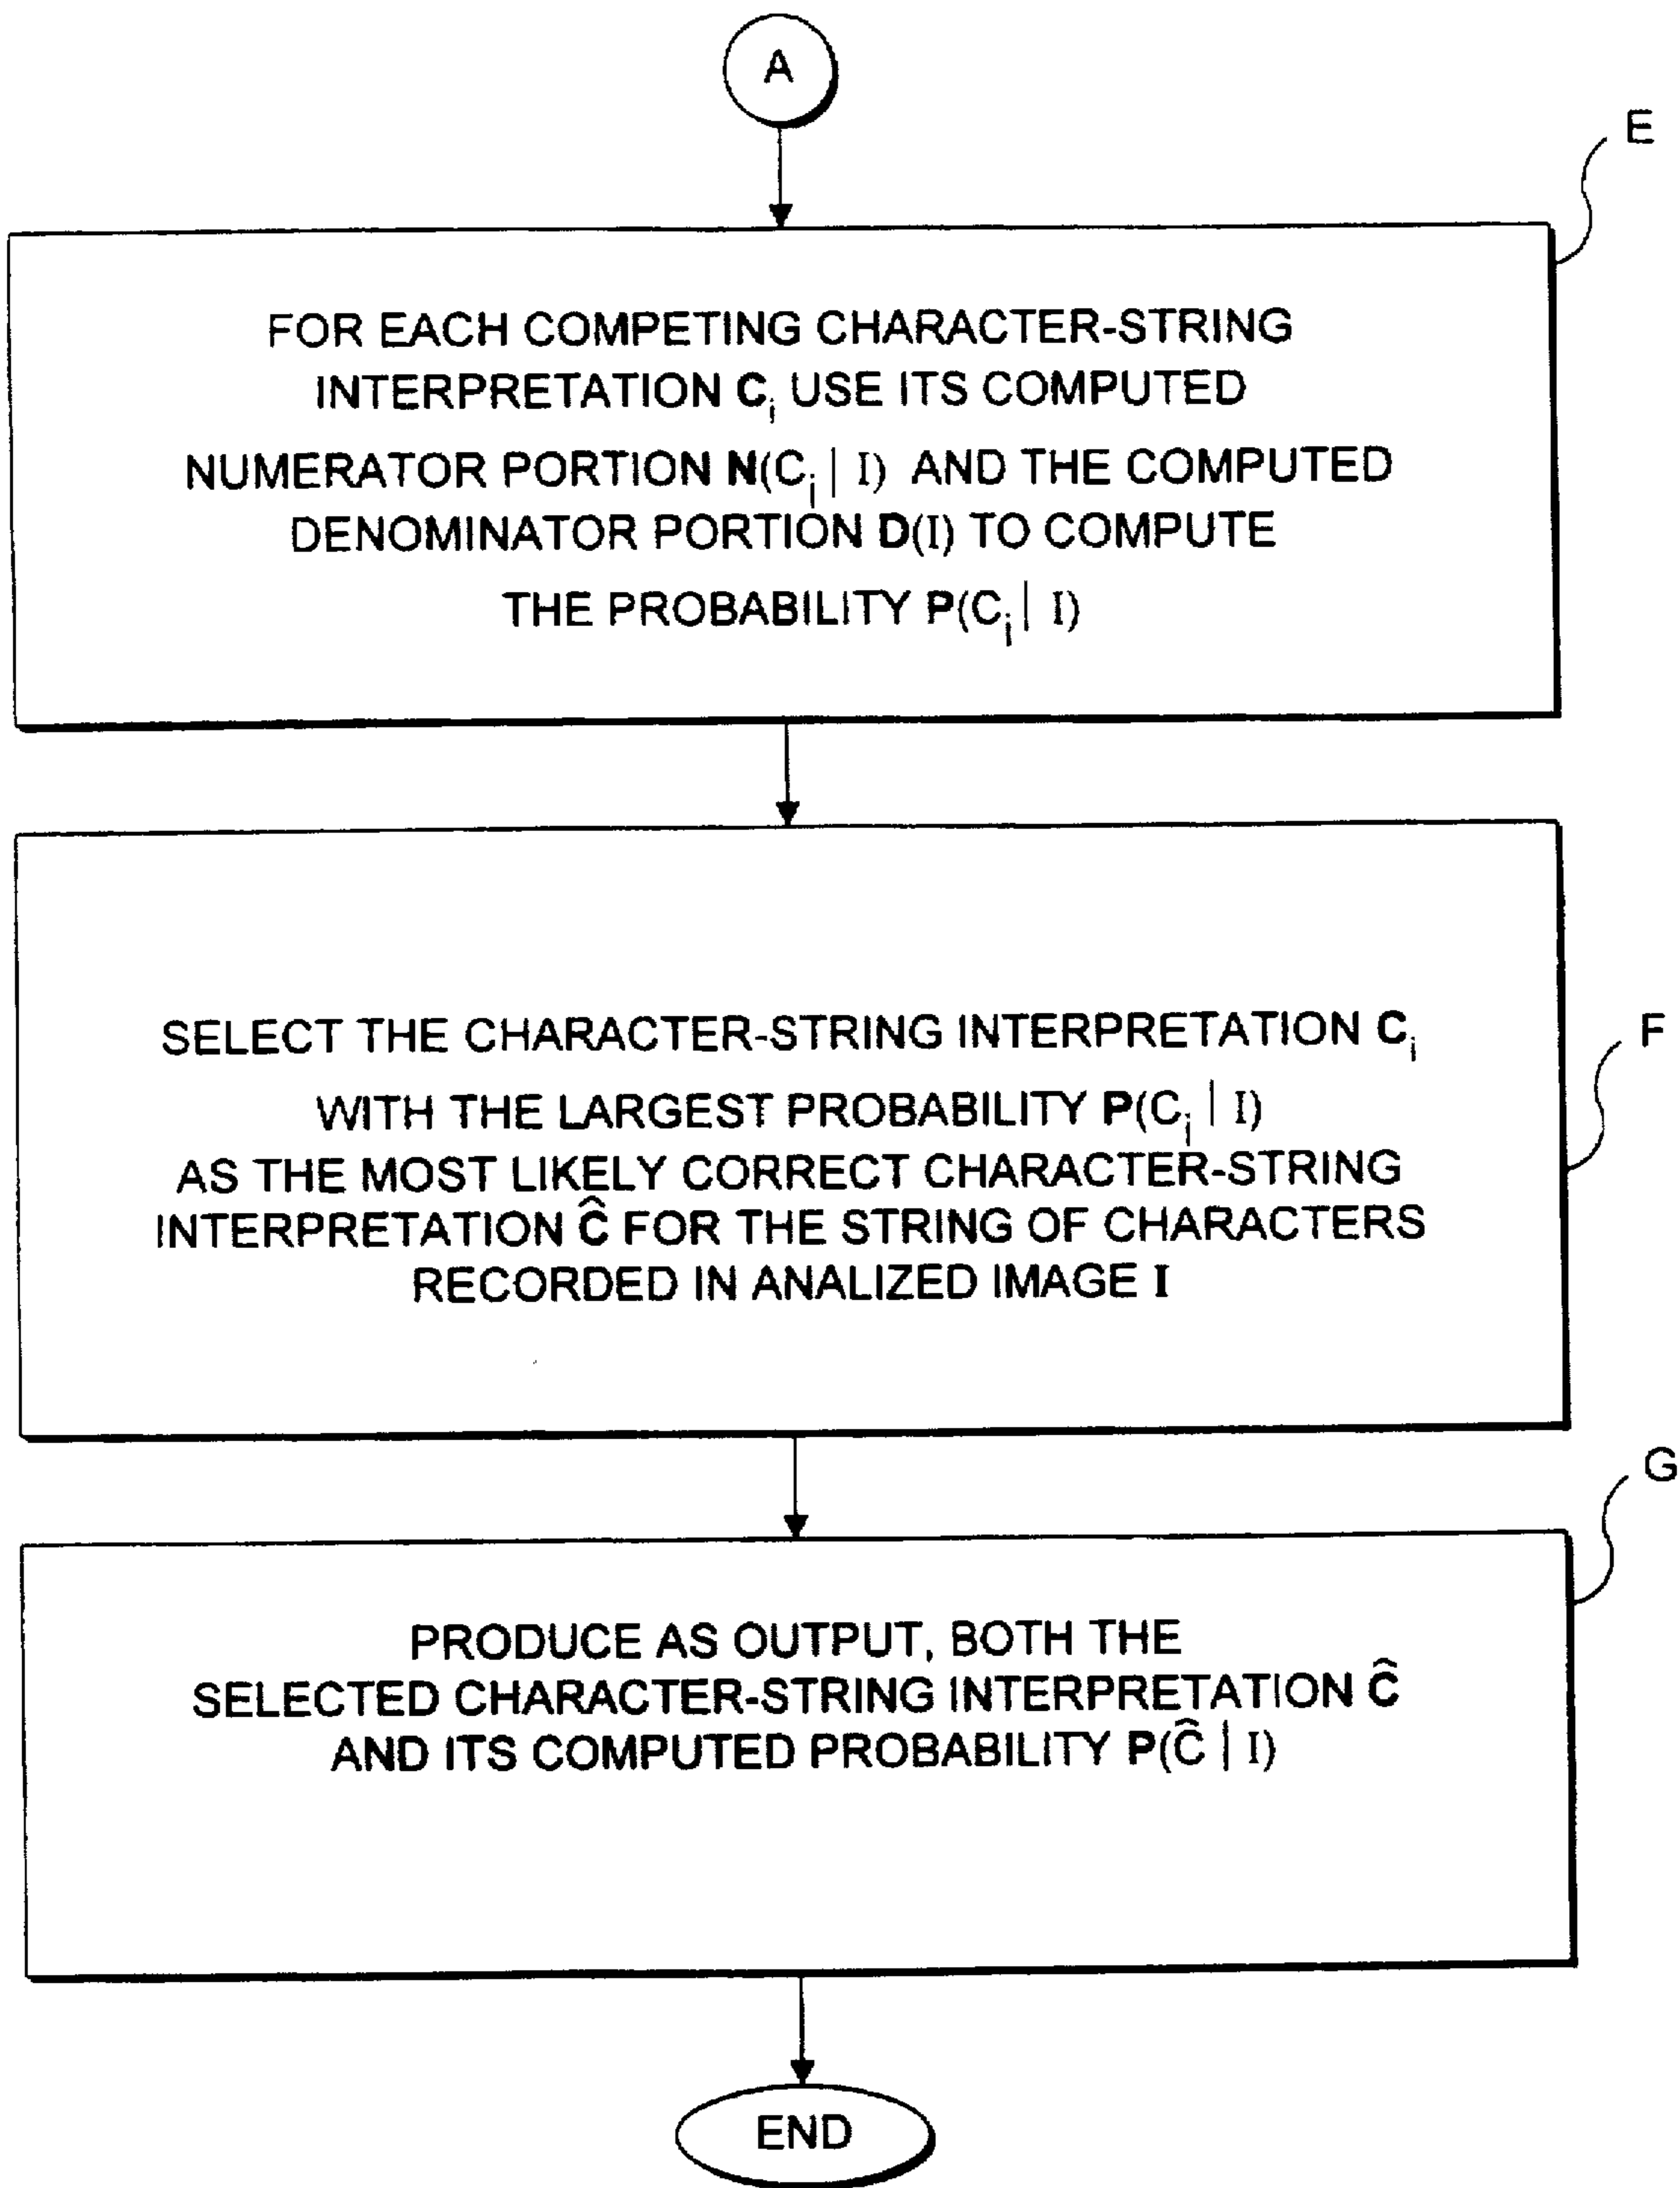 A
E
FOR EACH COMPETING CHARACTER-STRING
INTERPRETATION Cᵢ USE ITS COMPUTED
NUMERATOR PORTION N(Cᵢ | I) AND THE COMPUTED
DENOMINATOR PORTION D(I) TO COMPUTE
THE PROBABILITY P(Cᵢ | I)
F
SELECT THE CHARACTER-STRING INTERPRETATION Cᵢ
WITH THE LARGEST PROBABILITY P(Cᵢ | I)
AS THE MOST LIKELY CORRECT CHARACTER-STRING
INTERPRETATION Ĉ FOR THE STRING OF CHARACTERS
RECORDED IN ANALIZED IMAGE I
G
PRODUCE AS OUTPUT, BOTH THE
SELECTED CHARACTER-STRING INTERPRETATION Ĉ
AND ITS COMPUTED PROBABILITY P(Ĉ | I)
END